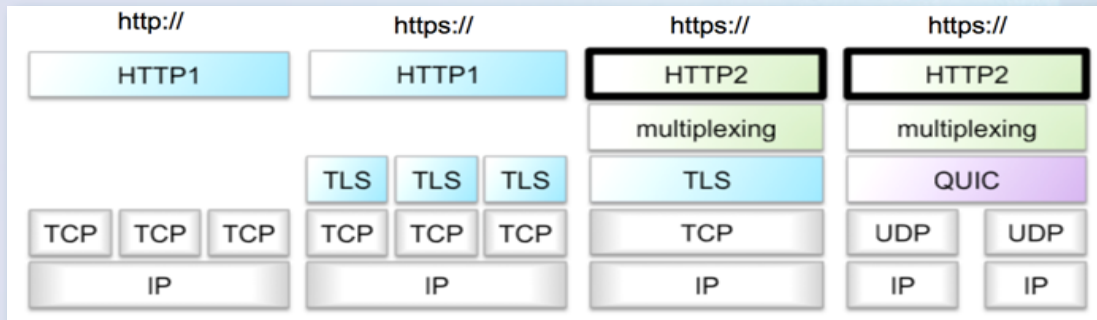 http:// https:// https:// https://
HTTP1 HTTP1 HTTP2 HTTP2
multiplexing multiplexing
TLS TLS TLS TLS QUIC
TCP TCP TCP TCP TCP TCP TCP UDP UDP
IP IP IP IP IP